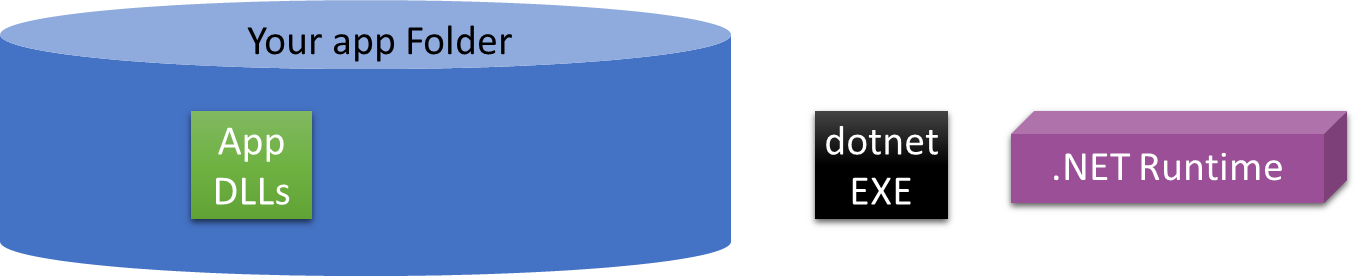 Your app Folder
App
DLLs
dotnet
EXE
.NET Runtime